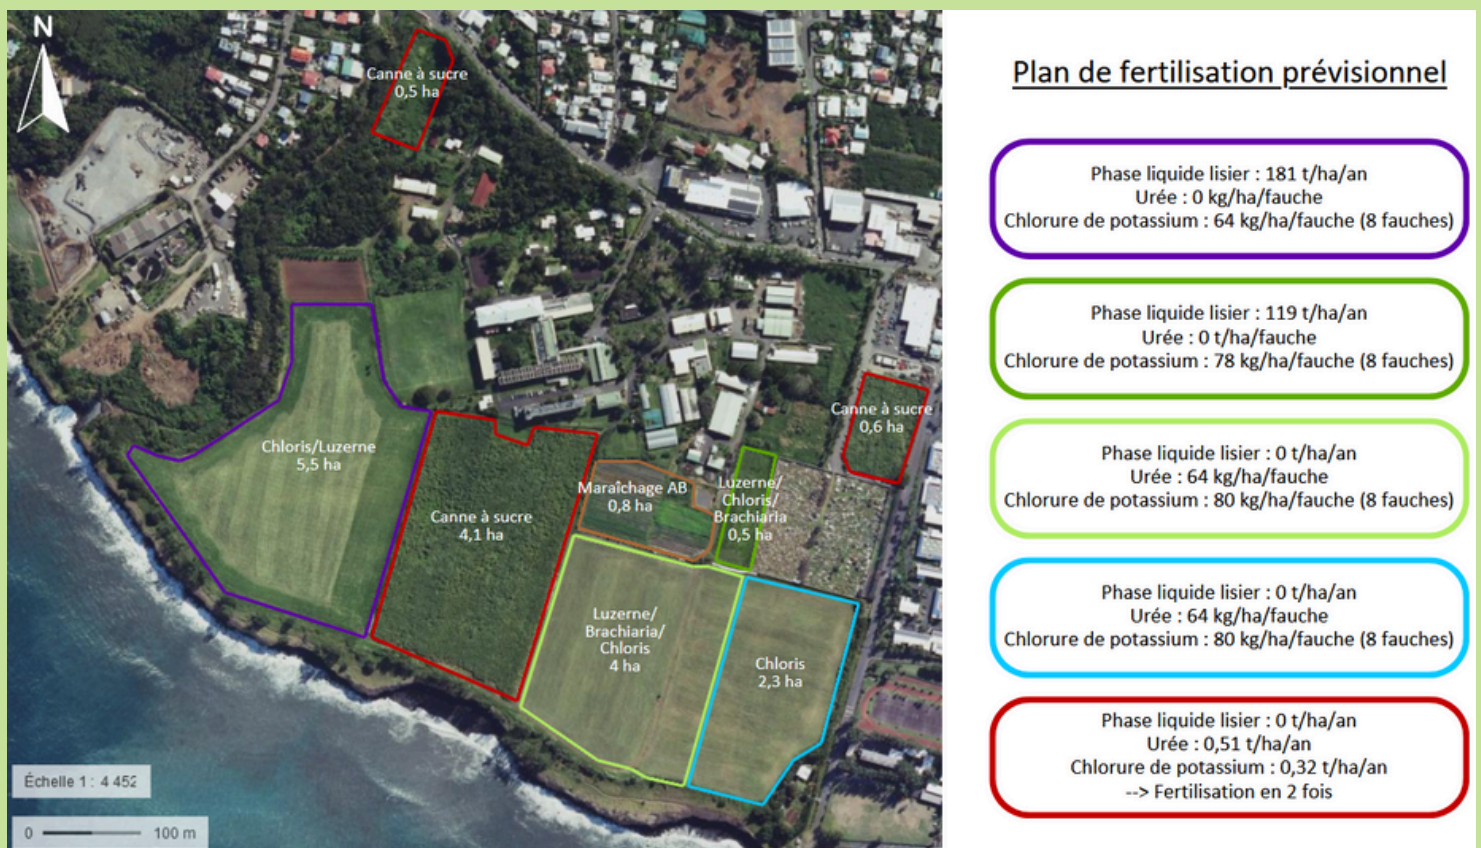 N
Canne à sucre
0,5 ha
Chloris/Luzerne
5,5 ha
Canne à sucre
4,1 ha
Maraîchage AB
0,8 ha
Luzerne/
Chloris/
Brachiaria
0,5 ha
Canne à sucre
0,6 ha
Luzerne/
Brachiaria/
Chloris
4 ha
Chloris
2,3 ha
Échelle 1 : 4 452
0
100 m
Plan de fertilisation prévisionnel
Phase liquide lisier : 181 t/ha/an
Urée : 0 kg/ha/fauche
Chlorure de potassium : 64 kg/ha/fauche (8 fauches)
Phase liquide lisier : 119 t/ha/an
Urée : 0 t/ha/fauche
Chlorure de potassium : 78 kg/ha/fauche (8 fauches)
Phase liquide lisier : 0 t/ha/an
Urée : 64 kg/ha/fauche
Chlorure de potassium : 80 kg/ha/fauche (8 fauches)
Phase liquide lisier : 0 t/ha/an
Urée : 64 kg/ha/fauche
Chlorure de potassium : 80 kg/ha/fauche (8 fauches)
Phase liquide lisier : 0 t/ha/an
Urée : 0,51 t/ha/an
Chlorure de potassium : 0,32 t/ha/an
--> Fertilisation en 2 fois